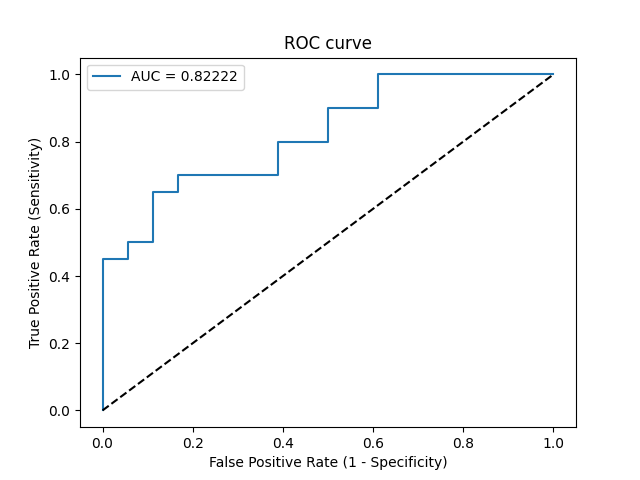 ROC curve
AUC = 0.82222
1.0
0.8
0.6
0.4
0.2
0.0
True Positive Rate (Sensitivity)
0.0 0.2 0.4 0.6 0.8 1.0
False Positive Rate (1 - Specificity)